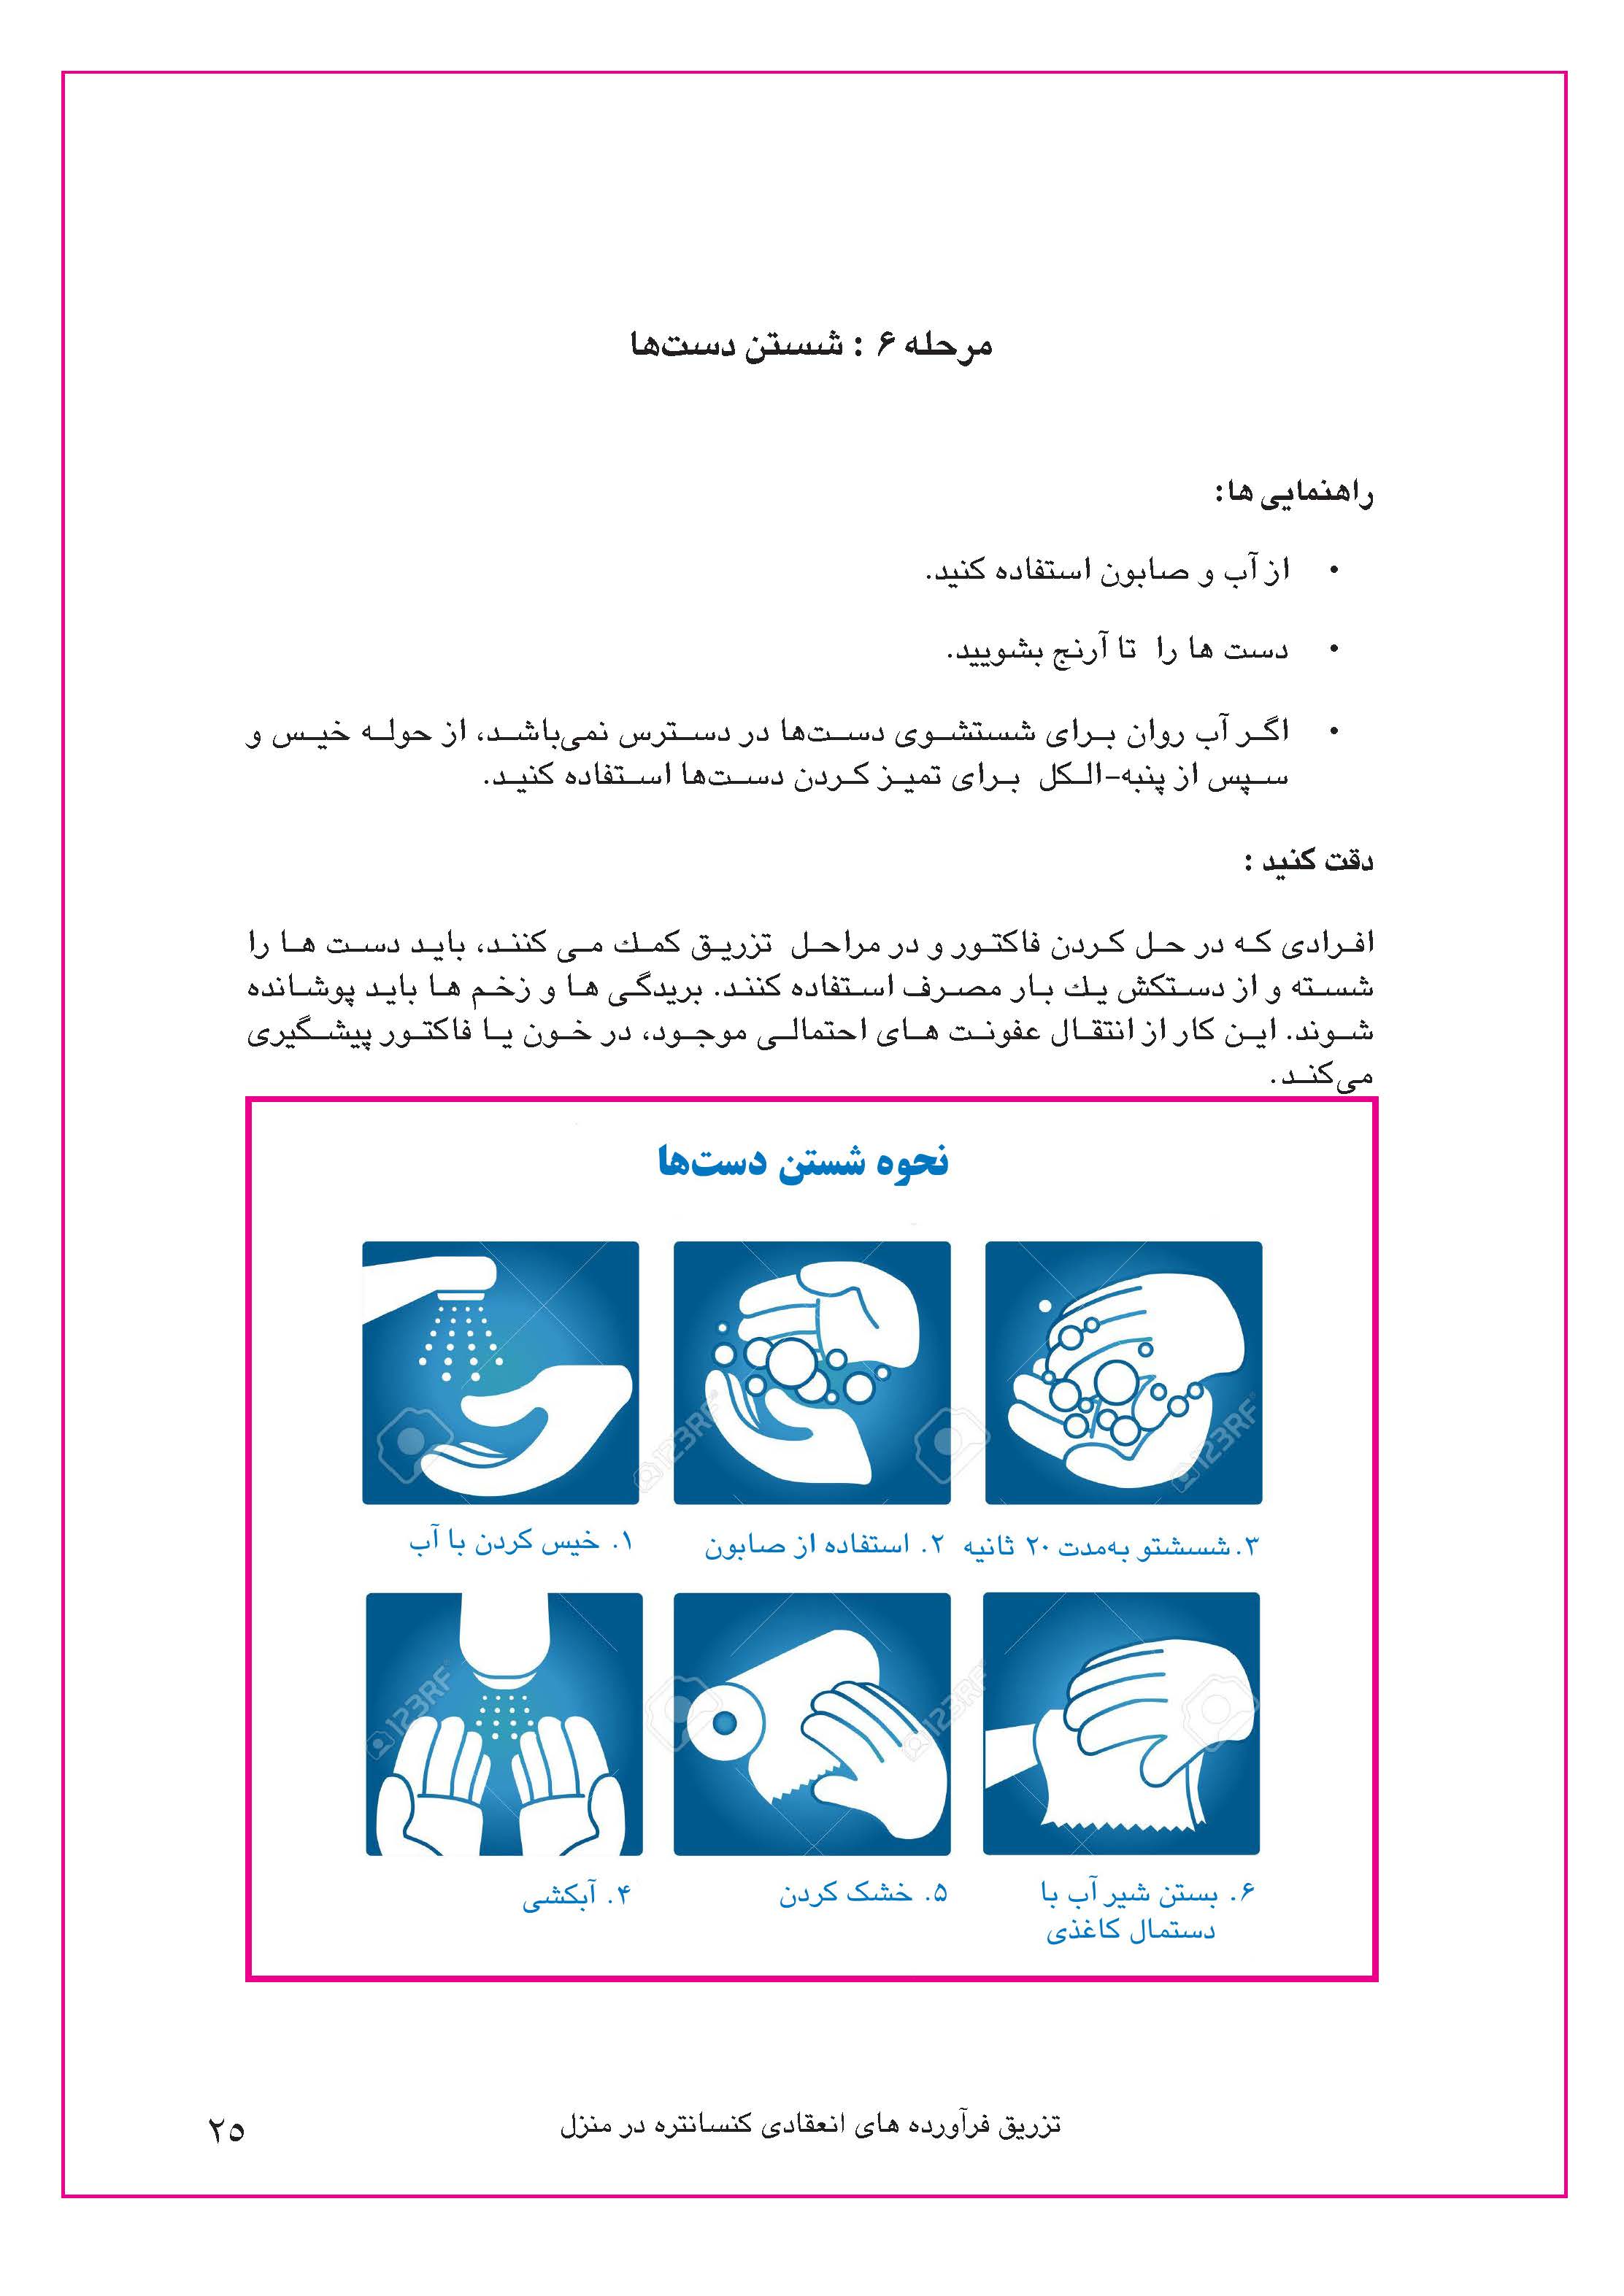 مرحله ۶ : شستن دست‌ها
راهنمایی ها:
• از آب و صابون استفاده کنید.
• دست ها را تا آرنج بشویید.
• اگر آب روان برای شستشوی دست‌ها در دسترس نمی‌باشد، از حوله خیس و
سپس از پنبه-الکل برای تمیز کردن دست‌ها استفاده کنید.
دقت کنید :
افرادی که در حل کردن فاکتور و در مراحل تزریق کمك می کنند، باید دست ها را
شسته و از دستکش یك بار مصرف استفاده کنند. بریدگی ها و زخم ها باید پوشانده
شوند. این کار از انتقال عفونت های احتمالی موجود، در خون یا فاکتور پیشگیری
می‌کند.
نحوه شستن دست‌ها
۱. خیس کردن با آب
۲. استفاده از صابون
۳. شسشتو به‌مدت ۲۰ ثانیه
۴. آبکشی
۵. خشک کردن
۶. بستن شیر آب با
دستمال کاغذی
123RF
123RF
123RF
123RF
تزریق فرآورده های انعقادی کنسانتره در منزل
۲۵